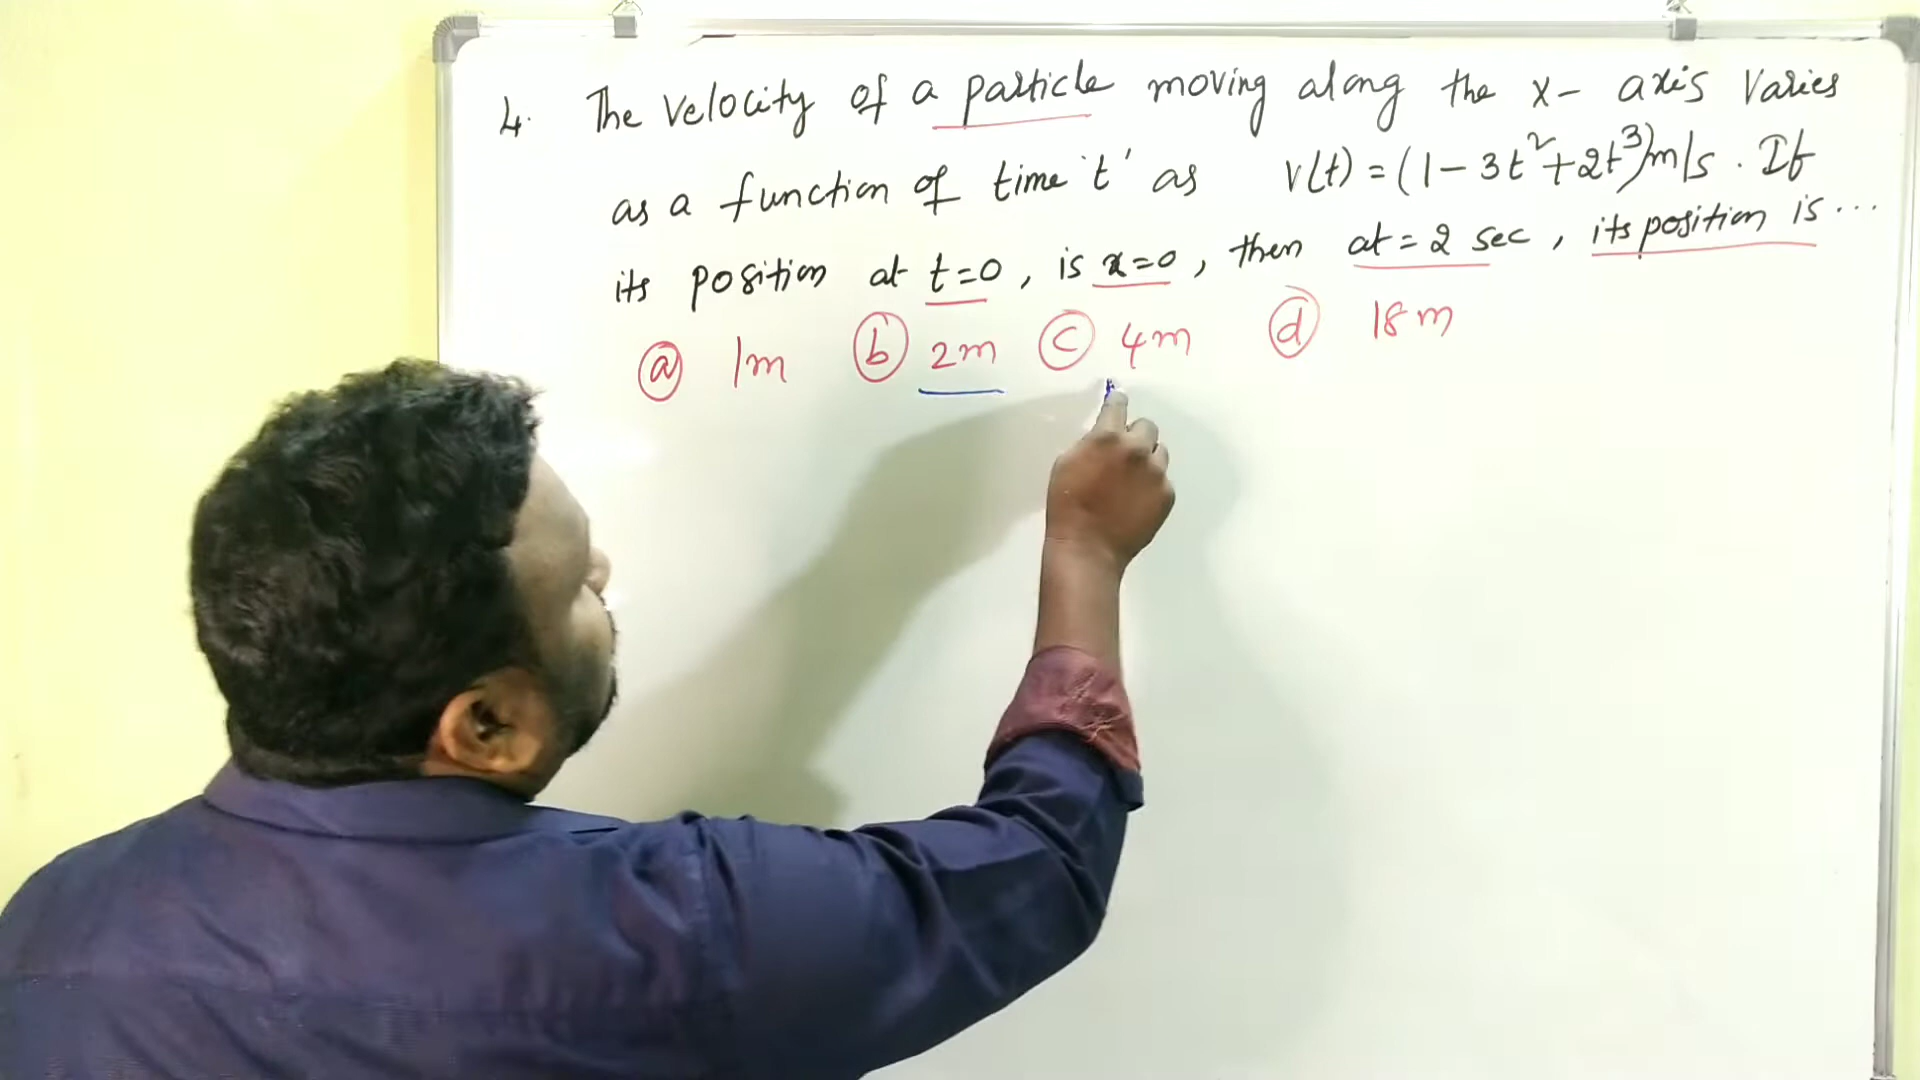 4. The velocity of a particle moving along the x- axis varies
as a function of time 't' as v(t) = (1-3t²+2t³)m/s. If
its position at t=0, is x=0, then at = 2 sec, its position is ...
ⓐ 1m ⓑ 2m ⓒ 4m ⓓ 18m